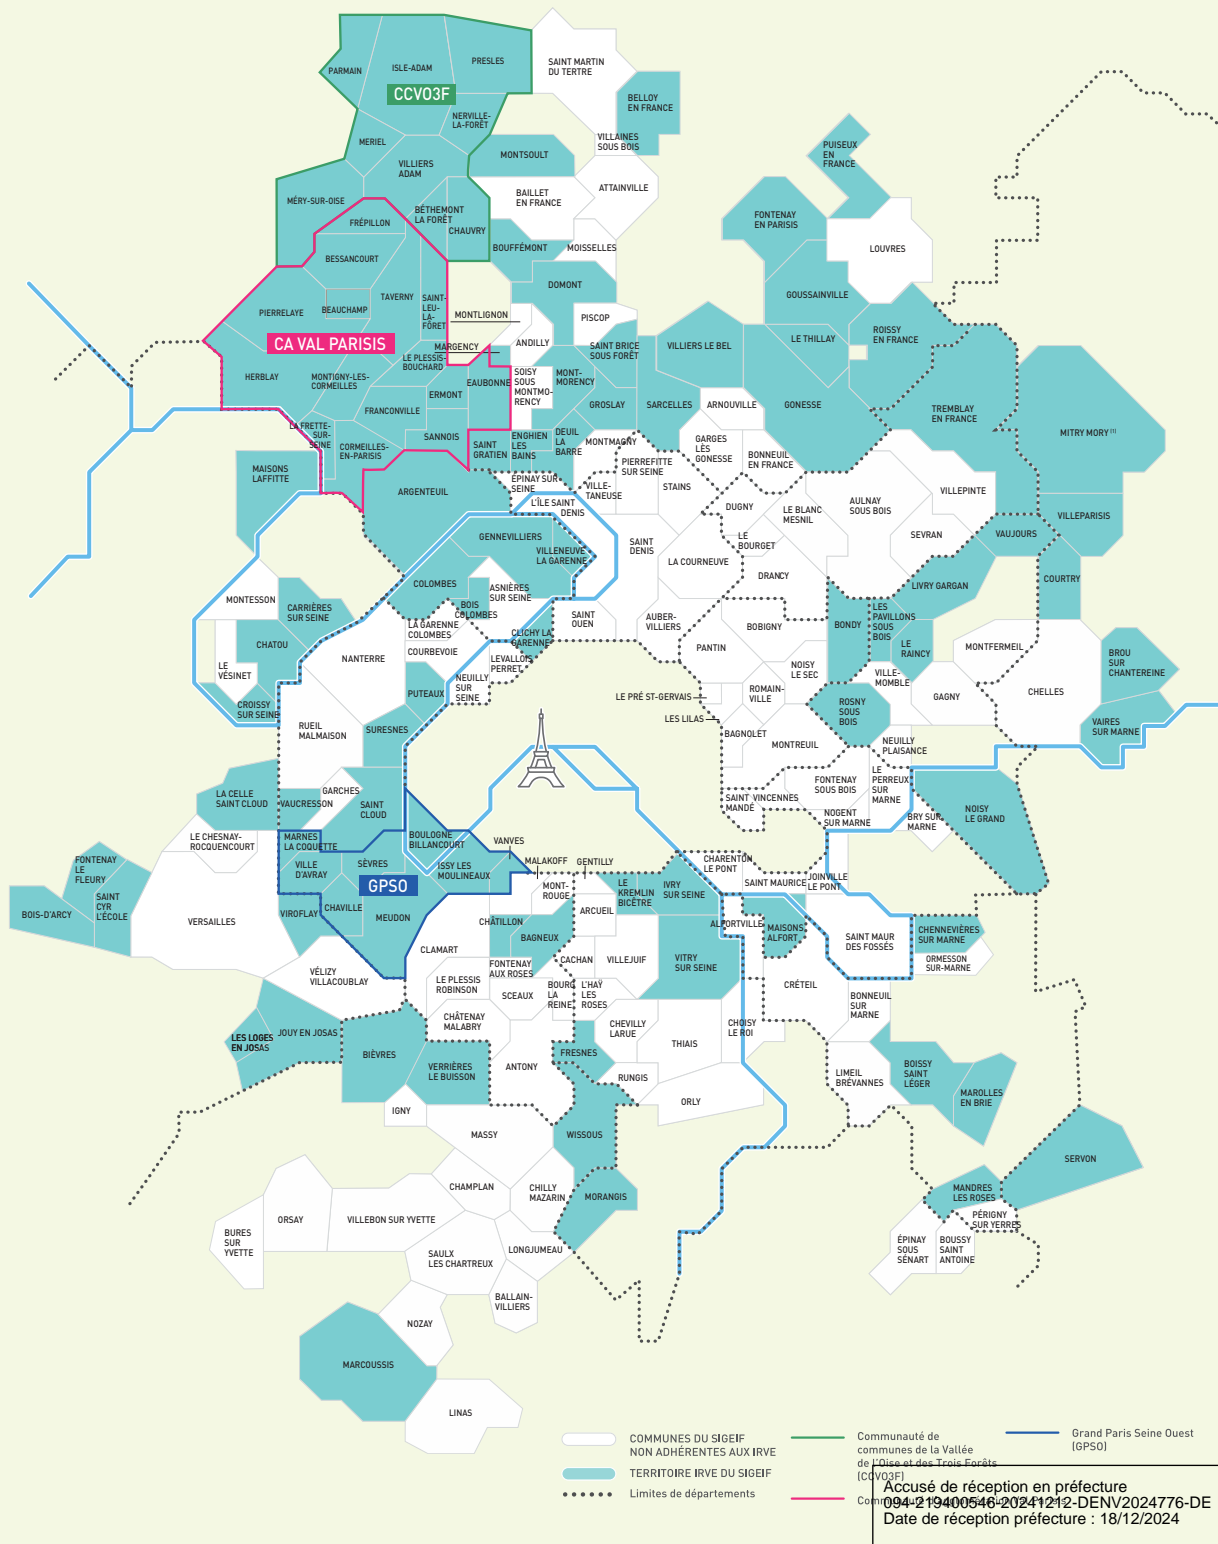 PARMAIN
ISLE-ADAM
PRESLES
SAINT MARTIN
DU TERTRE
CCVO3F
BELLOY
EN FRANCE
NERVILLE-
LA-FORÊT
MERIEL
VILLAINES
SOUS BOIS
PUISEUX
EN
FRANCE
MONTSOULT
VILLIERS
ADAM
ATTAINVILLE
BAILLET
EN FRANCE
MÉRY-SUR-OISE
FRÉPILLON
BÉTHEMONT
LA FORÊT
CHAUVRY
FONTENAY
EN PARISIS
LOUVRES
BOUFFÉMONT
MOISSELLES
BESSANCOURT
DOMONT
GOUSSAINVILLE
PIERRELAYE
BEAUCHAMP
TAVERNY
SAINT-
LEU-
LA-
FÔRET
MONTLIGNON
PISCOP
CA VAL PARISIS
MARGENCY
ANDILLY
SAINT BRICE
SOUS FORÊT
VILLIERS LE BEL
LE THILLAY
ROISSY
EN FRANCE
HERBLAY
MONTIGNY-LES-
CORMEILLES
LE PLESSIS-
BOUCHARD
EAUBONNE
SOISY
SOUS
MONTMO-
RENCY
MONT-
MORENCY
ERMONT
FRANCONVILLE
GROSLAY
SARCELLES
ARNOUVILLE
GONESSE
TREMBLAY
EN FRANCE
MITRY MORY (1)
LA FRETTE-
SUR-
SEINE
CORMEILLES-
EN-PARISIS
SANNOIS
SAINT
GRATIEN
ENGHIEN
LES
BAINS
DEUIL
LA
BARRE
MONTMAGNY
GARGES
LÈS
GONESSE
BONNEUIL
EN FRANCE
MAISONS
LAFFITTE
ARGENTEUIL
ÉPINAY SUR
SEINE
VILLE-
TANEUSE
PIERREFITTE
SUR SEINE
STAINS
L'ÎLE SAINT
DENIS
DUGNY
LE BLANC
MESNIL
AULNAY
SOUS BOIS
VILLEPINTE
VILLEPARISIS
GENNEVILLIERS
VILLENEUVE
LA GARENNE
SAINT
DENIS
LE
BOURGET
SEVRAN
VAUJOURS
LA COURNEUVE
DRANCY
COLOMBES
ASNIÈRES
SUR SEINE
LIVRY GARGAN
COURTRY
MONTESSON
CARRIÈRES
SUR SEINE
BOIS
COLOMBES
SAINT
OUEN
AUBER-
VILLIERS
BOBIGNY
BONDY
LES
PAVILLONS
SOUS
BOIS
LA GARENNE
COLOMBES
CLICHY LA
GARENNE
CHATOU
NANTERRE
COURBEVOIE
LEVALLOIS
PERRET
PANTIN
LE
RAINCY
MONTFERMEIL
BROU
SUR
CHANTEREINE
LE
VÉSINET
NEUILLY
SUR
SEINE
NOISY
LE SEC
VILLE-
MOMBLE
GAGNY
CHELLES
CROISSY
SUR SEINE
PUTEAUX
LE PRÉ ST-GERVAIS
ROMAIN-
VILLE
ROSNY
SOUS
BOIS
LES LILAS
RUEIL
MALMAISON
SURESNES
BAGNOLET
MONTREUIL
NEUILLY
PLAISANCE
VAIRES
SUR MARNE
LA CELLE
SAINT CLOUD
VAUCRESSON
GARCHES
SAINT
CLOUD
SAINT
MANDÉ
VINCENNES
FONTENAY
SOUS BOIS
LE
PERREUX
SUR
MARNE
NOISY
LE GRAND
NOGENT
SUR MARNE
BRY SUR
MARNE
LE CHESNAY-
ROCQUENCOURT
MARNES
LA COQUETTE
BOULOGNE
BILLANCOURT
VANVES
FONTENAY
LE
FLEURY
VILLE
D'AVRAY
SÈVRES
ISSY LES
MOULINEAUX
MALAKOFF
GENTILLY
CHARENTON
LE PONT
SAINT MAURICE
JOINVILLE
LE PONT
GPSO
MONT-
ROUGE
LE
KREMLIN
BICÊTRE
IVRY
SUR SEINE
BOIS-D'ARCY
SAINT
CYR
L'ÉCOLE
VERSAILLES
VIROFLAY
CHAVILLE
MEUDON
CHÂTILLON
BAGNEUX
ARCUEIL
ALFORTVILLE
MAISONS
ALFORT
SAINT MAUR
DES FOSSÉS
CHENNEVIÈRES
SUR MARNE
CLAMART
FONTENAY
AUX ROSES
CACHAN
VILLEJUIF
VITRY
SUR SEINE
ORMESSON
SUR-MARNE
VÉLIZY
VILLACOUBLAY
LE PLESSIS
ROBINSON
SCEAUX
BOURG
LA
REINE
L'HAŸ
LES
ROSES
CRÉTEIL
BONNEUIL
SUR
MARNE
CHÂTENAY
MALABRY
CHEVILLY
LARUE
CHOISY
LE ROI
LES LOGES
EN JOSAS
JOUY EN JOSAS
BIÈVRES
VERRIÈRES
LE BUISSON
ANTONY
FRESNES
THIAIS
LIMEIL
BRÉVANNES
BOISSY
SAINT
LÉGER
RUNGIS
MAROLLES
EN BRIE
IGNY
ORLY
MASSY
WISSOUS
SERVON
CHAMPLAN
CHILLY
MAZARIN
MORANGIS
MANDRES
LES ROSES
ORSAY
VILLEBON SUR YVETTE
PÉRIGNY
SUR YERRES
BURES
SUR
YVETTE
SAULX
LES CHARTREUX
LONGJUMEAU
ÉPINAY
SOUS
SÉNART
BOUSSY
SAINT
ANTOINE
BALLAIN-
VILLIERS
NOZAY
MARCOUSSIS
LINAS
COMMUNES DU SIGEIF
NON ADHÉRENTES AUX IRVE
TERRITOIRE IRVE DU SIGEIF
Limites de départements
Communauté de
communes de la Vallée
de l'Oise et des Trois Forêts
(CCVO3F)
Grand Paris Seine Ouest
(GPSO)
Accusé de réception en préfecture
094-219400546-20241212-DENV2024776-DE
Date de réception préfecture : 18/12/2024